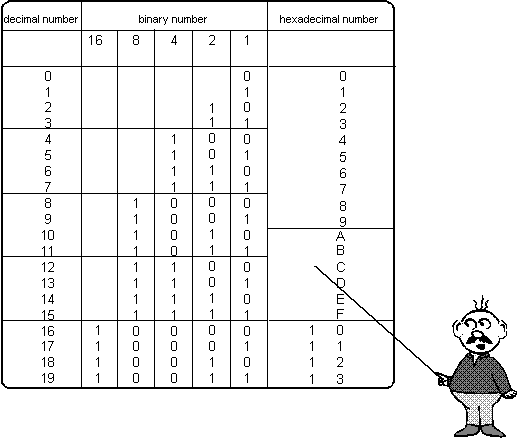 decimal number binary number hexadecimal number
16 8 4 2 1
0 0 0
1 1 1
2 1 0 2
3 1 1 3
4 1 0 0 4
5 1 0 1 5
6 1 1 0 6
7 1 1 1 7
8 1 0 0 0 8
9 1 0 0 1 9
10 1 0 1 0 A
11 1 0 1 1 B
12 1 1 0 0 C
13 1 1 0 1 D
14 1 1 1 0 E
15 1 1 1 1 F
16 1 0 0 0 0 1 0
17 1 0 0 0 1 1 1
18 1 0 0 1 0 1 2
19 1 0 0 1 1 1 3